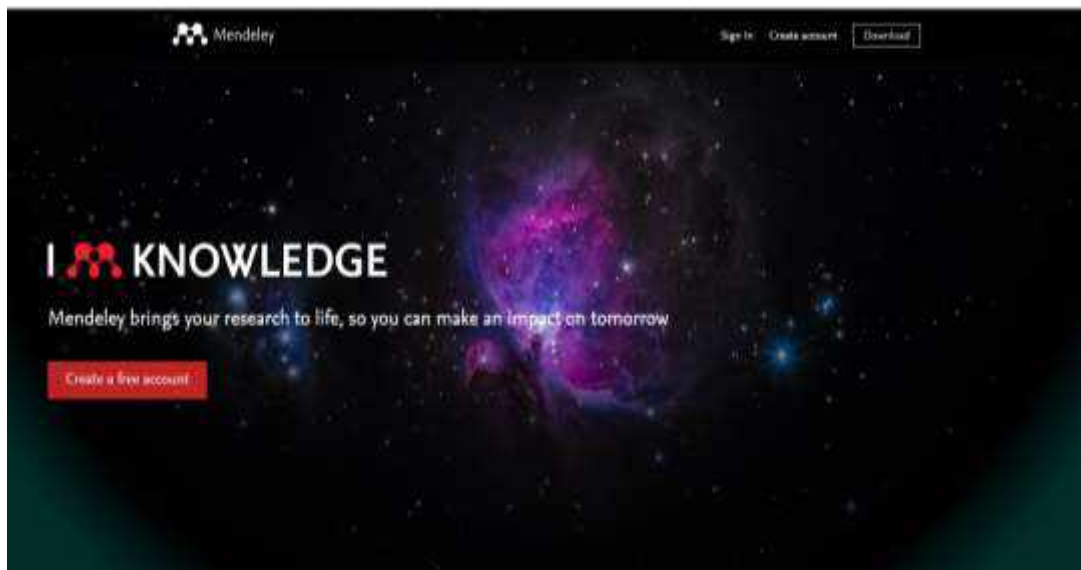 Mendeley
Sign In Create account Download
I M KNOWLEDGE
Mendeley brings your research to life, so you can make an impact on tomorrow
Create a free account